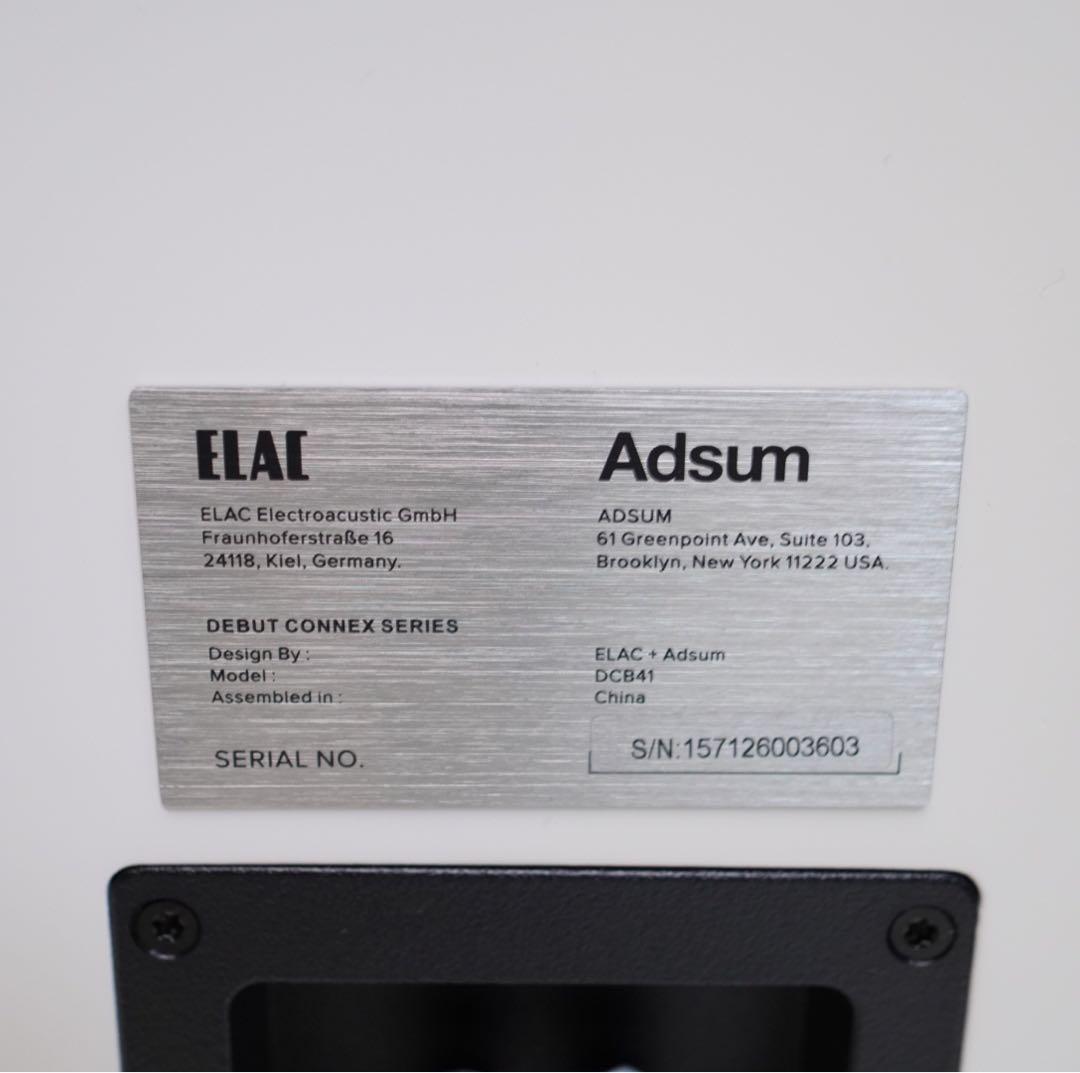 ELAC
ELAC Electroacustic GmbH
Fraunhoferstraße 16
24118, Kiel, Germany.
Adsum
ADSUM
61 Greenpoint Ave, Suite 103,
Brooklyn, New York 11222 USA.
DEBUT CONNEX SERIES
Design By : ELAC + Adsum
Model : DCB41
Assembled in : China
SERIAL NO. S/N:157126003603